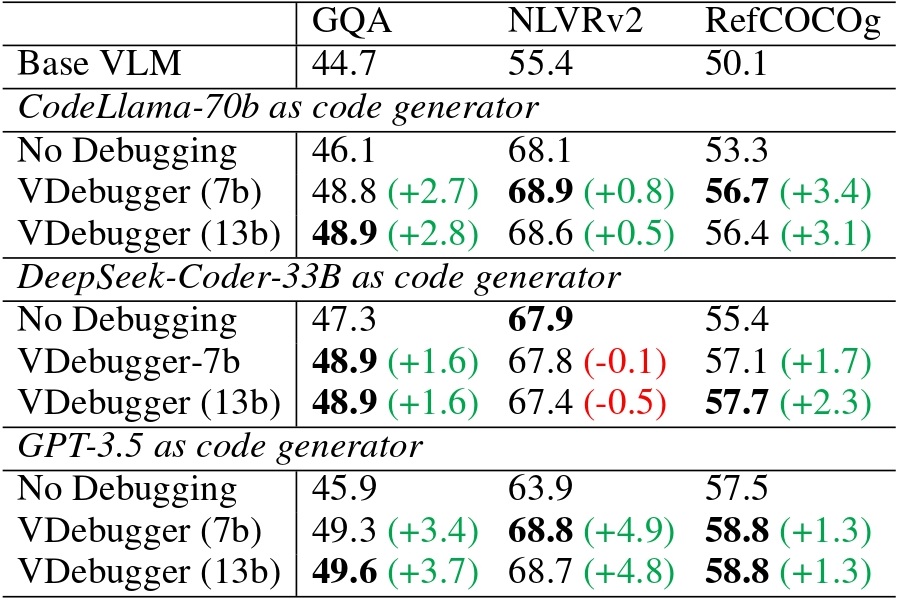 GQA NLVRv2 RefCOCOg
Base VLM 44.7 55.4 50.1
CodeLlama-70b as code generator
No Debugging 46.1 68.1 53.3
VDebugger (7b) 48.8 (+2.7) 68.9 (+0.8) 56.7 (+3.4)
VDebugger (13b) 48.9 (+2.8) 68.6 (+0.5) 56.4 (+3.1)
DeepSeek-Coder-33B as code generator
No Debugging 47.3 67.9 55.4
VDebugger-7b 48.9 (+1.6) 67.8 (-0.1) 57.1 (+1.7)
VDebugger (13b) 48.9 (+1.6) 67.4 (-0.5) 57.7 (+2.3)
GPT-3.5 as code generator
No Debugging 45.9 63.9 57.5
VDebugger (7b) 49.3 (+3.4) 68.8 (+4.9) 58.8 (+1.3)
VDebugger (13b) 49.6 (+3.7) 68.7 (+4.8) 58.8 (+1.3)